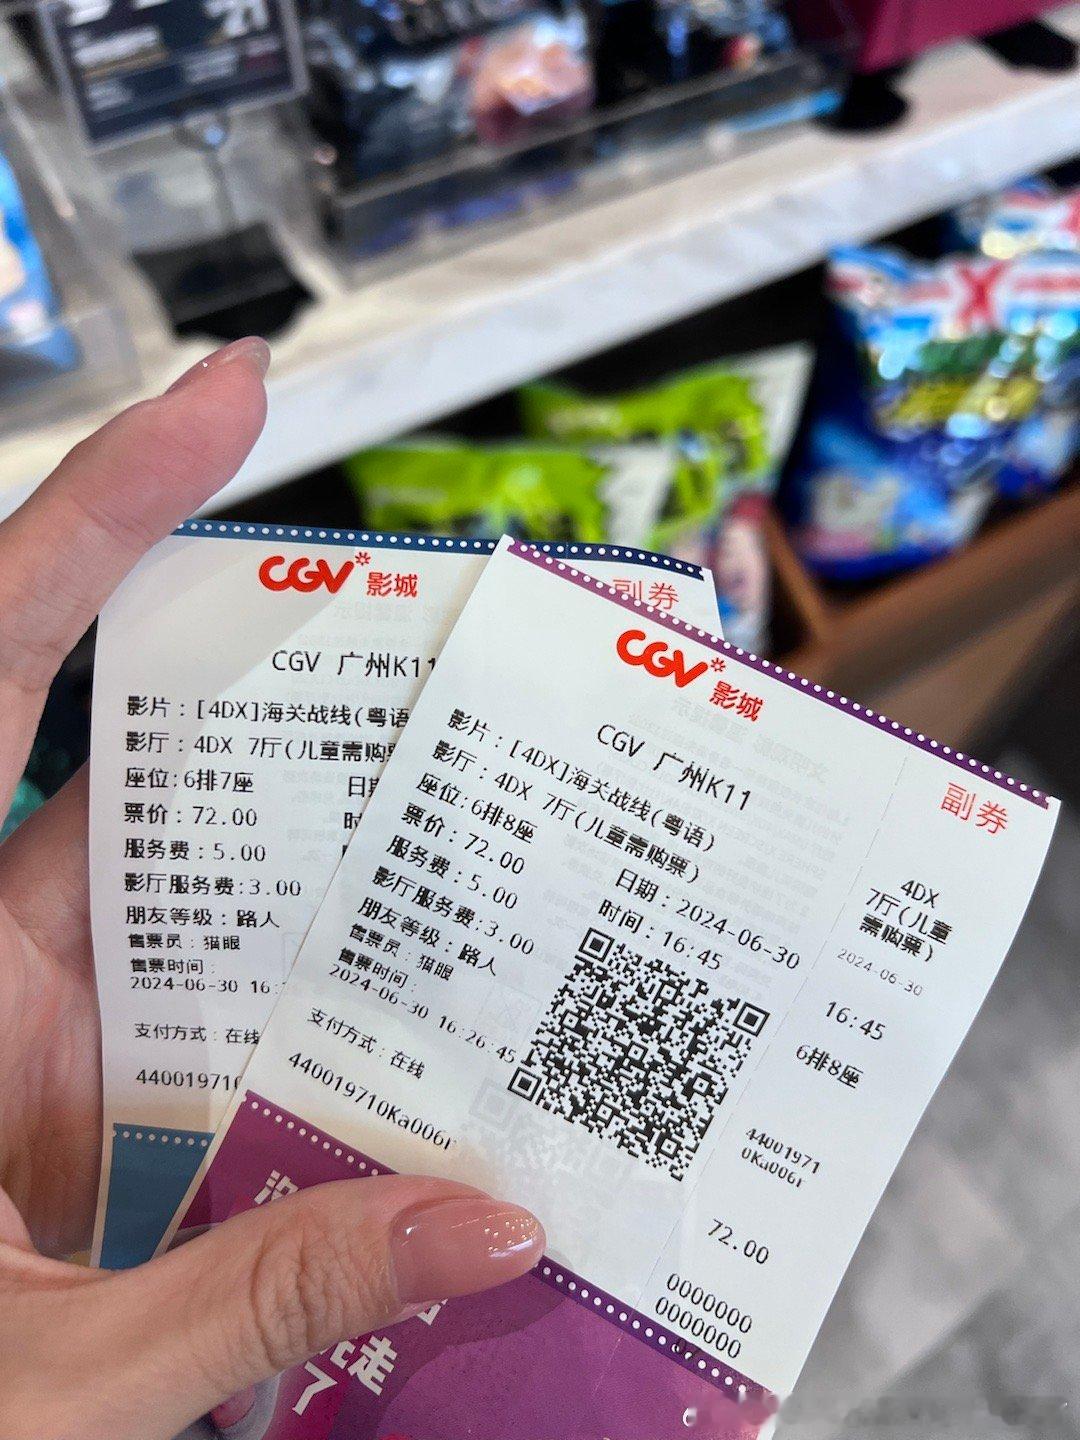 CGV 影城
副券
CGV 广州K11
影片：[4DX]海关战线(粤语
影厅：4DX 7厅(儿童需购票
座位:6排7座
日期
票价：72.00
时
服务费：5.00
影厅服务费:3.00
朋友等级：路人
售票员：猫眼
售票时间：
2024-06-30 16:
支付方式：在线
44001971
CGV 影城
副券
CGV 广州K11
影片：[4DX]海关战线(粤语)
影厅：4DX 7厅(儿童需购票)
座位:6排8座
日期：2024-06-30
票价：72.00
时间：16:45
服务费：5.00
影厅服务费:3.00
朋友等级：路人
售票员：猫眼
售票时间：
2024-06-30 16:26:45
支付方式：在线
440019710Ka006r
4DX
7厅(儿童
需购票)
2024-06-30
16:45
6排8座
44001971
0Ka006r
72.00
0000000
0000000
走
了